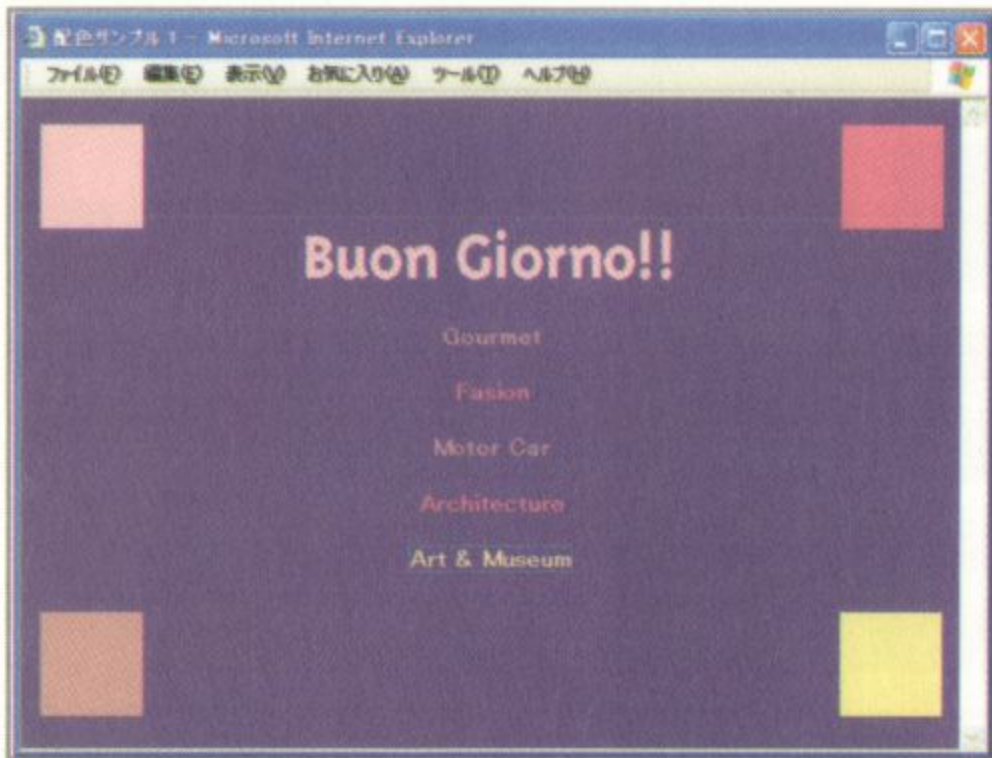 配色サンプル 1 - Microsoft Internet Explorer
ファイル(F) 編集(E) 表示(V) お気に入り(A) ツール(T) ヘルプ(H)
Buon Giorno!!
Gourmet
Fasion
Motor Car
Architecture
Art & Museum